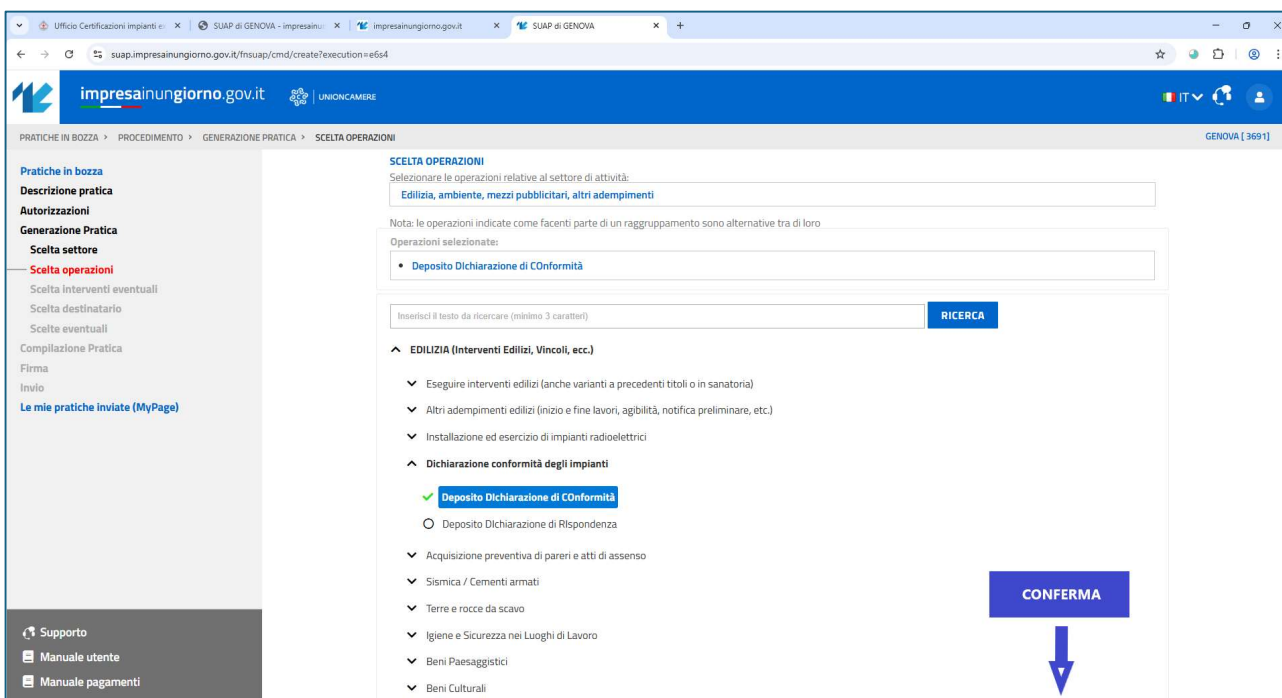 Ufficio Certificazioni impianti e
SUAP di GENOVA - impresainu
impresainungiorno.gov.it
SUAP di GENOVA
suap.impresainungiorno.gov.it/fnsuap/cmd/create?execution=e6s4
impresainungiorno.gov.it
UNIONCAMERE
IT
PRATICHE IN BOZZA > PROCEDIMENTO > GENERAZIONE PRATICA > SCELTA OPERAZIONI
GENOVA [ 3691]
Pratiche in bozza
Descrizione pratica
Autorizzazioni
Generazione Pratica
Scelta settore
Scelta operazioni
Scelta interventi eventuali
Scelta destinatario
Scelte eventuali
Compilazione Pratica
Firma
Invio
Le mie pratiche inviate (MyPage)
Supporto
Manuale utente
Manuale pagamenti
SCELTA OPERAZIONI
Selezionare le operazioni relative al settore di attività:
Edilizia, ambiente, mezzi pubblicitari, altri adempimenti
Nota: le operazioni indicate come facenti parte di un raggruppamento sono alternative tra di loro
Operazioni selezionate:
• Deposito DIchiarazione di COnformità
Inserisci il testo da ricercare (minimo 3 caratteri)
RICERCA
EDILIZIA (Interventi Edilizi, Vincoli, ecc.)
Eseguire interventi edilizi (anche varianti a precedenti titoli o in sanatoria)
Altri adempimenti edilizi (inizio e fine lavori, agibilità, notifica preliminare, etc.)
Installazione ed esercizio di impianti radioelettrici
Dichiarazione conformità degli impianti
Deposito DIchiarazione di COnformità
Deposito DIchiarazione di RIspondenza
Acquisizione preventiva di pareri e atti di assenso
Sismica / Cementi armati
Terre e rocce da scavo
Igiene e Sicurezza nei Luoghi di Lavoro
Beni Paesaggistici
Beni Culturali
CONFERMA